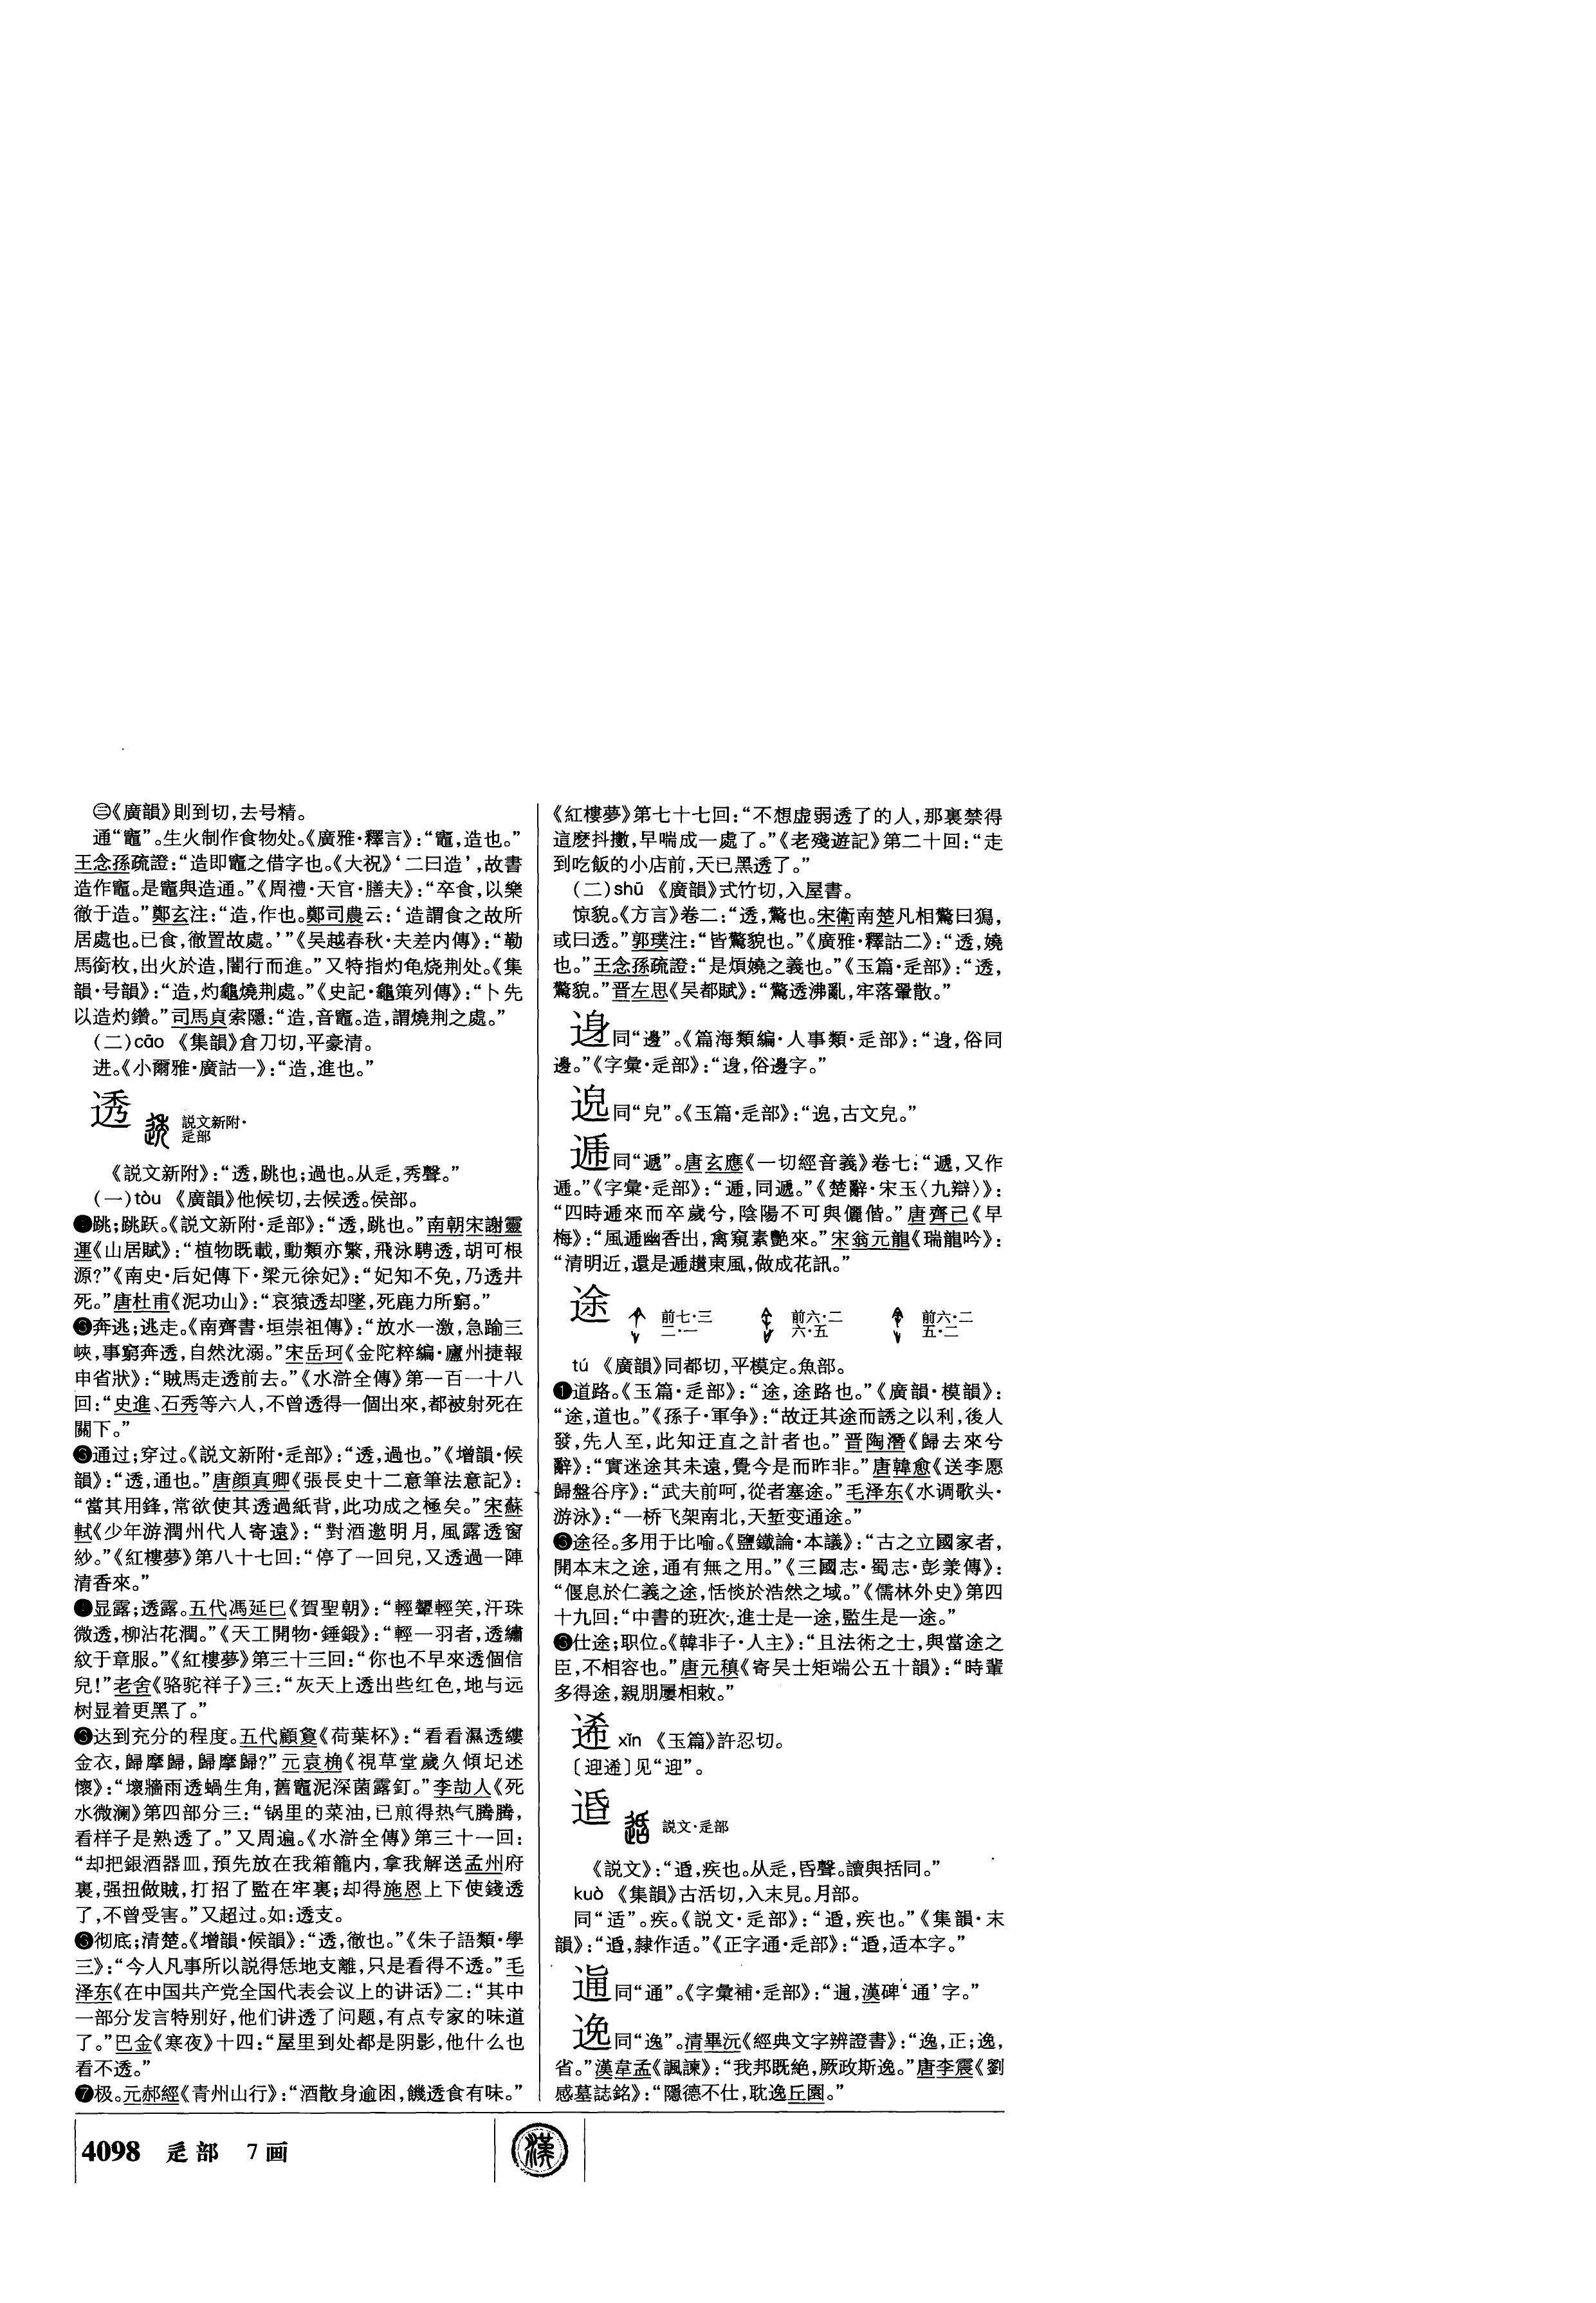 ㊂《廣韻》則到切,去号精。
通“竈”。生火制作食物处。《廣雅·釋言》:“竈,造也。”
王念孫疏證:“造即竈之借字也。《大祝》‘二曰造’,故書
造作竈。是竈與造通。”《周禮·天官·膳夫》:“卒食,以樂
徹于造。”鄭玄注:“造,作也。鄭司農云:‘造謂食之故所
居處也。已食,徹置故處。’”《吴越春秋·夫差内傳》:“勒
馬銜枚,出火於造,闇行而進。”又特指灼龟烧荆处。《集
韻·号韻》:“造,灼龜燒荆處。”《史記·龜策列傳》:“卜先
以造灼鑽。”司馬貞索隱:“造,音竈。造,謂燒荆之處。”
(二)cāo 《集韻》倉刀切,平豪清。
进。《小爾雅·廣詁一》:“造,進也。”
透 説文新附·
辵部
《説文新附》:“透,跳也;過也。从辵,秀聲。”
(一)tòu 《廣韻》他候切,去候透。侯部。
跳;跳跃。《説文新附·辵部》:“透,跳也。”南朝宋謝靈
運《山居賦》:“植物既載,動類亦繁,飛泳騁透,胡可根
源?”《南史·后妃傳下·梁元徐妃》:“妃知不免,乃透井
死。”唐杜甫《泥功山》:“哀猿透却墜,死鹿力所窮。”
奔逃;逃走。《南齊書·垣崇祖傳》:“放水一激,急踰三
峽,事窮奔透,自然沈溺。”宋岳珂《金陀粹編·廬州捷報
申省狀》:“賊馬走透前去。”《水滸全傳》第一百一十八
回:“史進、石秀等六人,不曾透得一個出來,都被射死在
關下。”
❸通过;穿过。《説文新附·辵部》:“透,過也。”《增韻·候
韻》:“透,通也。”唐顔真卿《張長史十二意筆法意記》:
“當其用鋒,常欲使其透過紙背,此功成之極矣。”宋蘇
軾《少年游潤州代人寄遠》:“對酒邀明月,風露透窗
紗。”《紅樓夢》第八十七回:“停了一回兒,又透過一陣
清香來。”
显露;透露。五代馮延巳《賀聖朝》:“輕顰輕笑,汗珠
微透,柳沾花潤。”《天工開物·錘鍛》:“輕一羽者,透繡
紋于章服。”《紅樓夢》第三十三回:“你也不早來透個信
兒!”老舍《骆驼祥子》三:“灰天上透出些红色,地与远
树显着更黑了。”
达到充分的程度。五代顧敻《荷葉杯》:“看看濕透縷
金衣,歸摩歸,歸摩歸?”元袁桷《視草堂歲久傾圮述
懷》:“壞牆雨透蝸生角,舊竈泥深菌露釘。”李劼人《死
水微澜》第四部分三:“锅里的菜油,已煎得热气腾腾,
看样子是熟透了。”又周遍。《水滸全傳》第三十一回:
“却把銀酒器皿,預先放在我箱籠内,拿我解送孟州府
裏,强扭做賊,打招了監在牢裏;却得施恩上下使錢透
了,不曾受害。”又超过。如:透支。
❻彻底;清楚。《增韻·候韻》:“透,徹也。”《朱子語類·學
三》:“今人凡事所以説得恁地支離,只是看得不透。”毛
泽东《在中国共产党全国代表会议上的讲话》二:“其中
一部分发言特别好,他们讲透了问题,有点专家的味道
了。”巴金《寒夜》十四:“屋里到处都是阴影,他什么也
看不透。”
❼极。元郝經《青州山行》:“酒散身逾困,饑透食有味。”
《紅樓夢》第七十七回:“不想虚弱透了的人,那裏禁得
這麽抖擻,早喘成一處了。”《老殘遊記》第二十回:“走
到吃飯的小店前,天已黑透了。”
(二)shū 《廣韻》式竹切,入屋書。
惊貌。《方言》卷二:“透,驚也。宋衛南楚凡相驚曰獡,
或曰透。”郭璞注:“皆驚貌也。”《廣雅·釋詁二》:“透,嬈
也。”王念孫疏證:“是煩嬈之義也。”《玉篇·辵部》:“透,
驚貌。”晋左思《吴都賦》:“驚透沸亂,牢落翬散。”
𨖾同“邊”。《篇海類編·人事類·辵部》:“,俗同
邊。”《字彙·辵部》:“,俗邊字。”
同“皃”。《玉篇·辵部》:“,古文皃。”
逓同“遞”。唐玄應《一切經音義》卷七:“遞,又作
逓。”《字彙·辵部》:“逓,同遞。”《楚辭·宋玉〈九辯〉》:
“四時逓來而卒歲兮,陰陽不可與儷偕。”唐齊己《早
梅》:“風逓幽香出,禽窺素艷來。”宋翁元龍《瑞龍吟》:
“清明近,還是逓趲東風,做成花訊。”
途 前七·三 前六·二 前六·二
二·一 六·五 五·二
tú 《廣韻》同都切,平模定。魚部。
❶道路。《玉篇·辵部》:“途,途路也。”《廣韻·模韻》:
“途,道也。”《孫子·軍争》:“故迂其途而誘之以利,後人
發,先人至,此知迂直之計者也。”晋陶潛《歸去來兮
辭》:“實迷途其未遠,覺今是而昨非。”唐韓愈《送李愿
歸盤谷序》:“武夫前呵,從者塞途。”毛泽东《水调歌头·
游泳》:“一桥飞架南北,天堑变通途。”
途径。多用于比喻。《鹽鐵論·本議》:“古之立國家者,
開本末之途,通有無之用。”《三國志·蜀志·彭羕傳》:
“偃息於仁義之途,恬惔於浩然之域。”《儒林外史》第四
十九回:“中書的班次,進士是一途,監生是一途。”
❸仕途;职位。《韓非子·人主》:“且法術之士,與當途之
臣,不相容也。”唐元稹《寄吴士矩端公五十韻》:“時輩
多得途,親朋屢相敕。”
逘 xǐn 《玉篇》許忍切。
〔迎〕见“迎”。
説文·辵部
《説文》:“,疾也。从辵,昏聲。讀與括同。”
kuò 《集韻》古活切,入末見。月部。
同“适”。疾。《説文·辵部》:“,疾也。”《集韻·末
韻》:“,隸作适。”《正字通·辵部》:“,适本字。”
同“通”。《字彙補·辵部》:“,漢碑‘通’字。”
逸同“逸”。清畢沅《經典文字辨證書》:“逸,正;逸,
省。”漢韋孟《諷諫》:“我邦既絶,厥政斯逸。”唐李震《劉
感墓誌銘》:“隱德不仕,耽逸丘園。”
4098 辵部 7画
漢